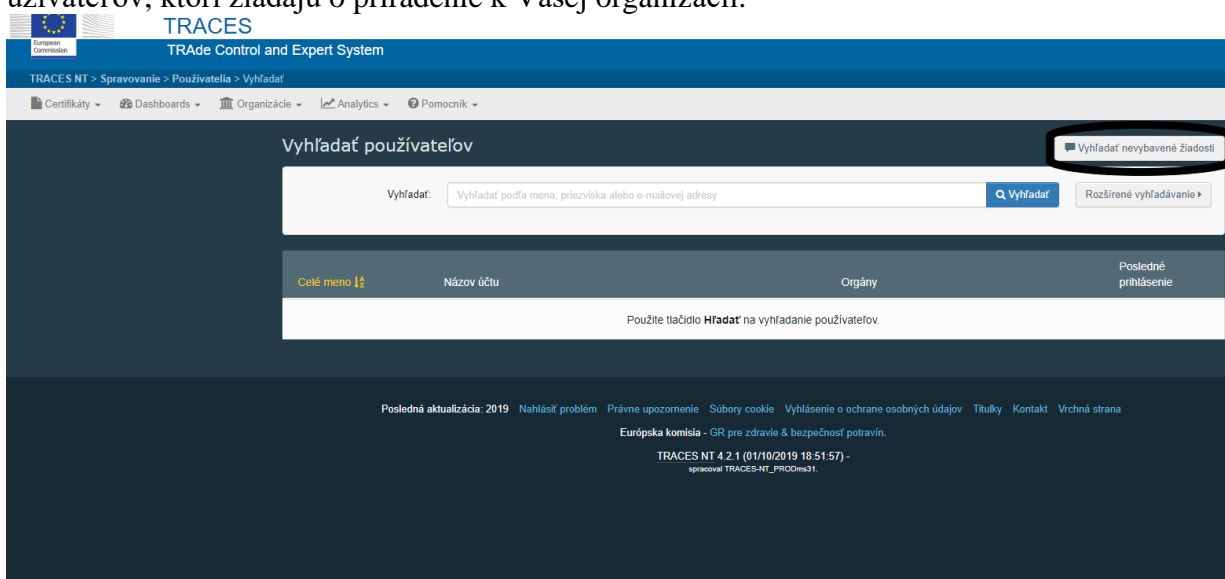 užívateľov, ktorí žiadajú o priradenie k Vašej organizácii.
European
Commission
TRACES
TRAde Control and Expert System
TRACES NT > Spravovanie > Používatelia > Vyhľadať
Certifikáty Dashboards Organizácie Analytics Pomocník
Vyhľadať používateľov
Vyhľadať nevybavené žiadosti
Vyhľadať: Vyhľadať podľa mena, priezviska alebo e-mailovej adresy Vyhľadať Rozšírené vyhľadávanie
Celé meno Názov účtu Orgány Posledné prihlásenie
Použite tlačidlo Hľadať na vyhľadanie používateľov.
Posledná aktualizácia: 2019 Nahlásiť problém Právne upozornenie Súbory cookie Vyhlásenie o ochrane osobných údajov Titulky Kontakt Vrchná strana
Európska komisia - GR pre zdravie & bezpečnosť potravín.
TRACES NT 4.2.1 (01/10/2019 18:51:57) -
spracoval TRACES-NT_PRODms31.